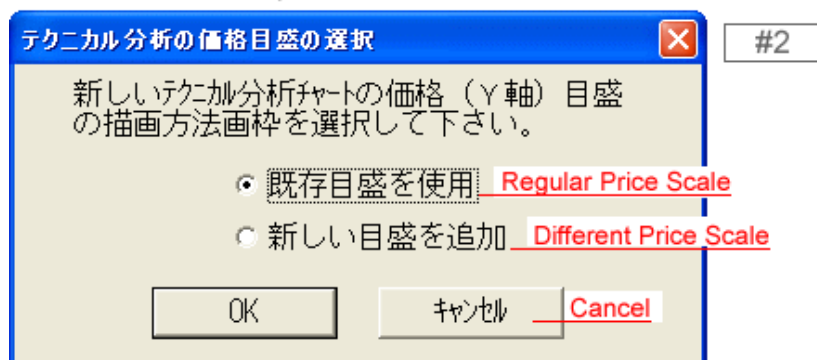 テクニカル分析の価格目盛の選択
#2
新しいﾃｸﾆｶﾙ分析ﾁｬｰﾄの価格（Y軸）目盛
の描画方法画枠を選択して下さい。
既存目盛を使用 Regular Price Scale
新しい目盛を追加 Different Price Scale
OK ｷｬﾝｾﾙ Cancel